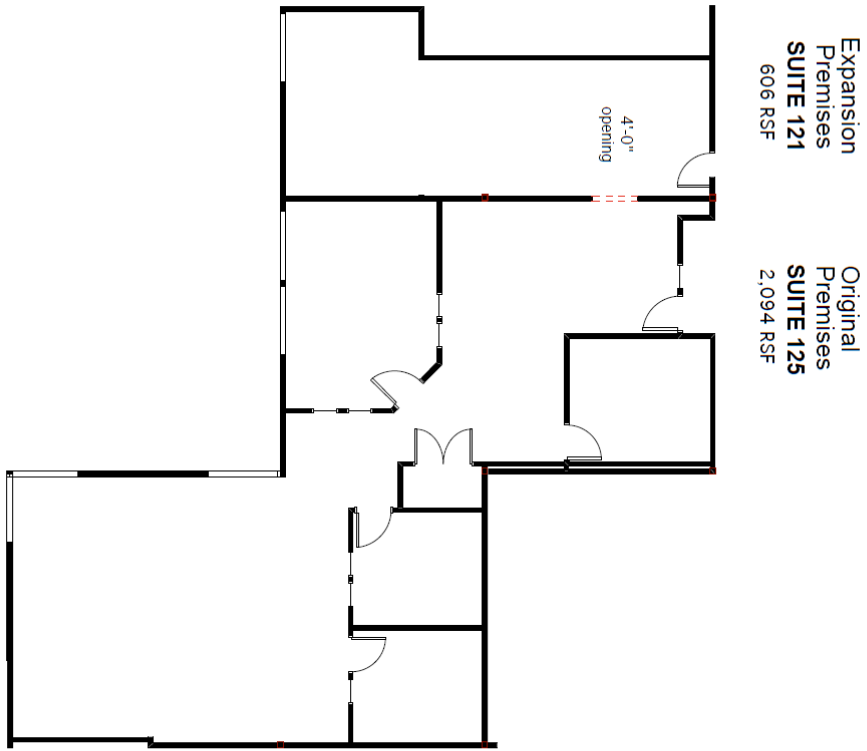 Expansion
Premises
SUITE 121
606 RSF
4'-0"
opening
Original
Premises
SUITE 125
2,094 RSF